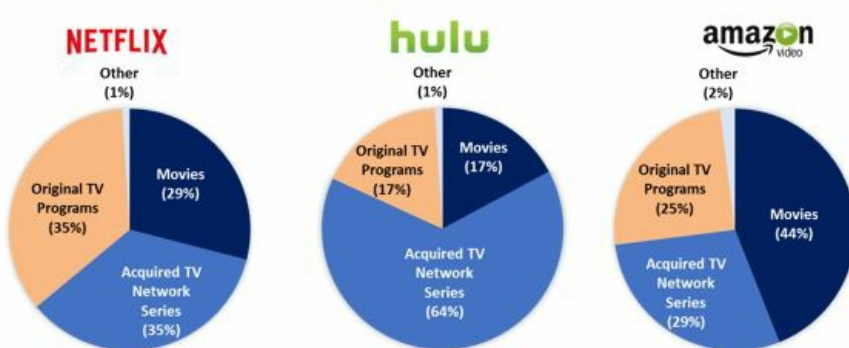 NETFLIX
Other
(1%)
Movies
(29%)
Original TV
Programs
(35%)
Acquired TV
Network
Series
(35%)
hulu
Other
(1%)
Original TV
Programs
(17%)
Movies
(17%)
Acquired TV
Network
Series
(64%)
amazon
video
Other
(2%)
Original TV
Programs
(25%)
Movies
(44%)
Acquired TV
Network
Series
(29%)